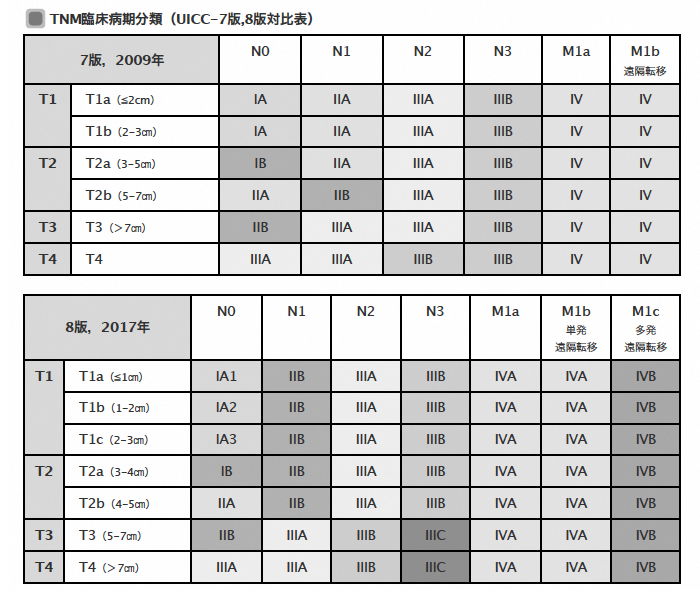 TNM臨床病期分類（UICC-7版,8版対比表）
7版，2009年 N0 N1 N2 N3 M1a M1b
遠隔転移
T1 T1a（≦2cm） IA IIA IIIA IIIB IV IV
T1b（2-3㎝） IA IIA IIIA IIIB IV IV
T2 T2a（3-5㎝） IB IIA IIIA IIIB IV IV
T2b（5-7㎝） IIA IIB IIIA IIIB IV IV
T3 T3（＞7㎝） IIB IIIA IIIA IIIB IV IV
T4 T4 IIIA IIIA IIIB IIIB IV IV
8版，2017年 N0 N1 N2 N3 M1a M1b M1c
単発 多発
遠隔転移 遠隔転移
T1 T1a（≦1㎝） IA1 IIB IIIA IIIB IVA IVA IVB
T1b（1-2㎝） IA2 IIB IIIA IIIB IVA IVA IVB
T1c（2-3㎝） IA3 IIB IIIA IIIB IVA IVA IVB
T2 T2a（3-4㎝） IB IIB IIIA IIIB IVA IVA IVB
T2b（4-5㎝） IIA IIB IIIA IIIB IVA IVA IVB
T3 T3（5-7㎝） IIB IIIA IIIB IIIC IVA IVA IVB
T4 T4（＞7㎝） IIIA IIIA IIIB IIIC IVA IVA IVB